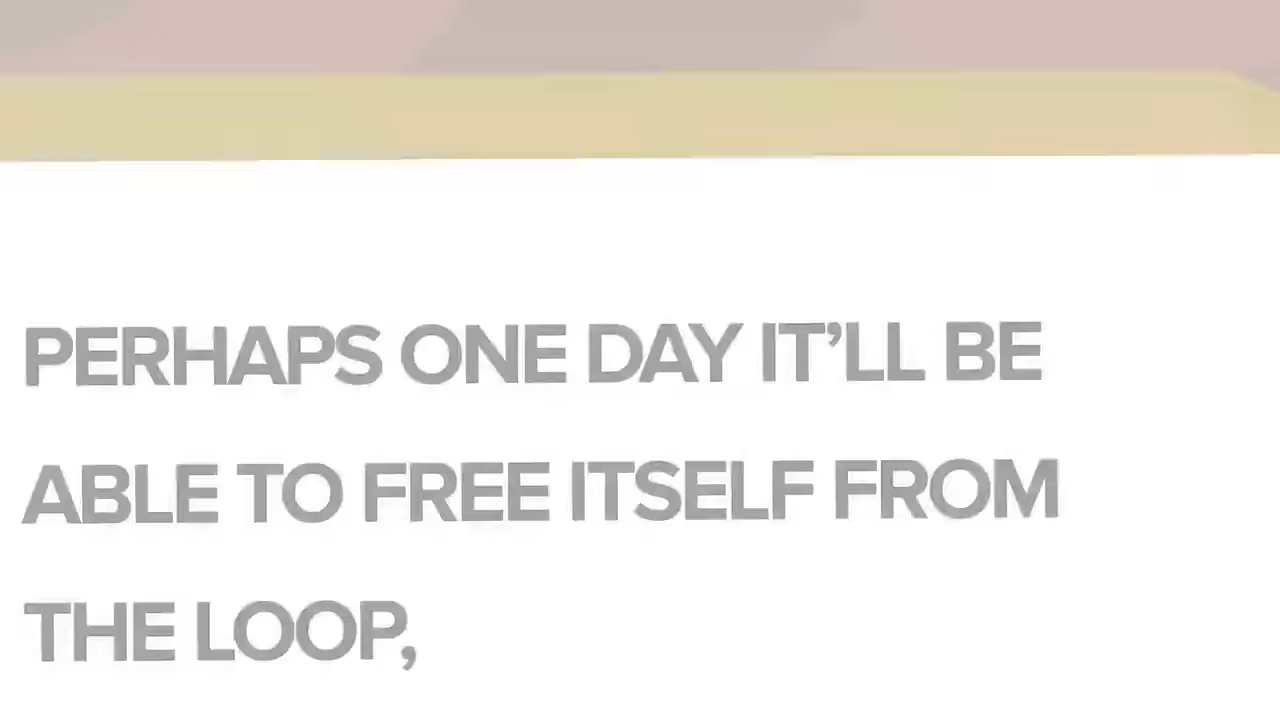 PERHAPS ONE DAY IT’LL BE
ABLE TO FREE ITSELF FROM
THE LOOP,